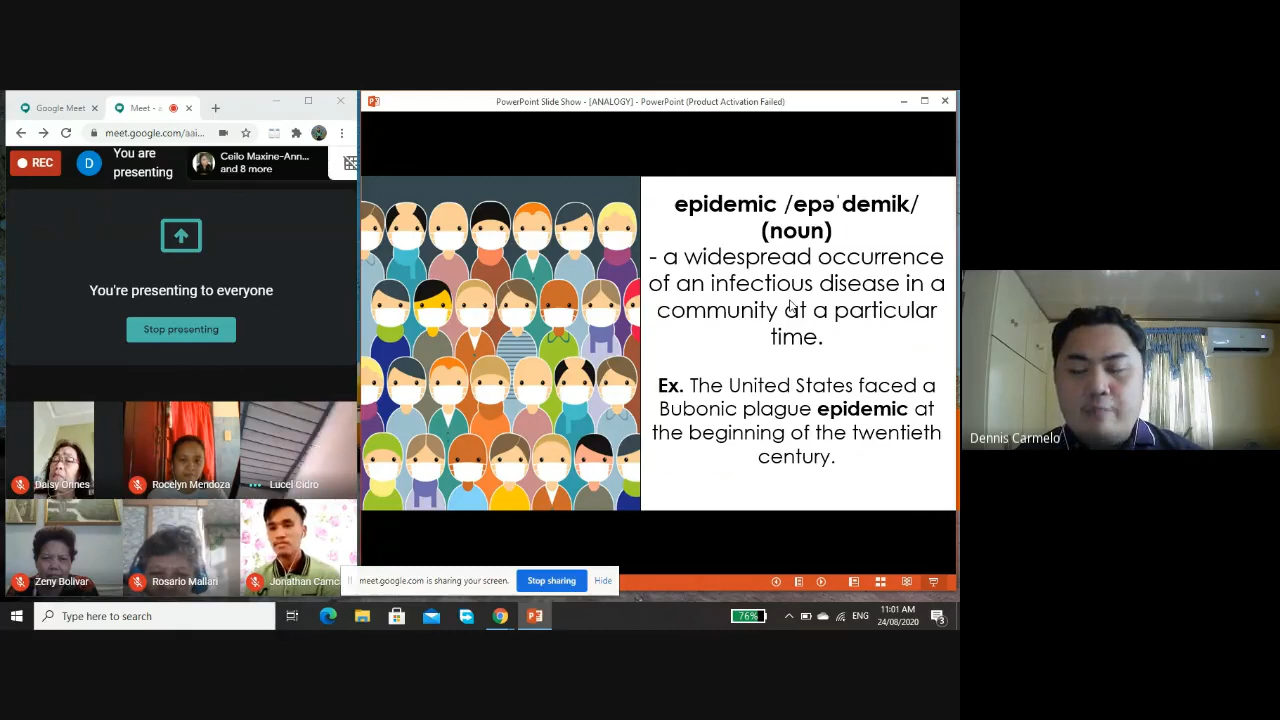 Google Meet
Meet - a
meet.google.com/aai...
REC
D
You are
presenting
Ceilo Maxine-Ann...
and 8 more
You're presenting to everyone
Stop presenting
Daisy Orines
Rocelyn Mendoza
Lucel Cidro
Zeny Bolivar
Rosario Mallari
Jonathan Camc
PowerPoint Slide Show - [ANALOGY] - PowerPoint (Product Activation Failed)
epidemic /epəˈdemik/
(noun)
- a widespread occurrence
of an infectious disease in a
community at a particular
time.
Ex. The United States faced a
Bubonic plague epidemic at
the beginning of the twentieth
century.
meet.google.com is sharing your screen.
Stop sharing
Hide
Type here to search
76%
ENG
11:01 AM
24/08/2020
3
Dennis Carmelo